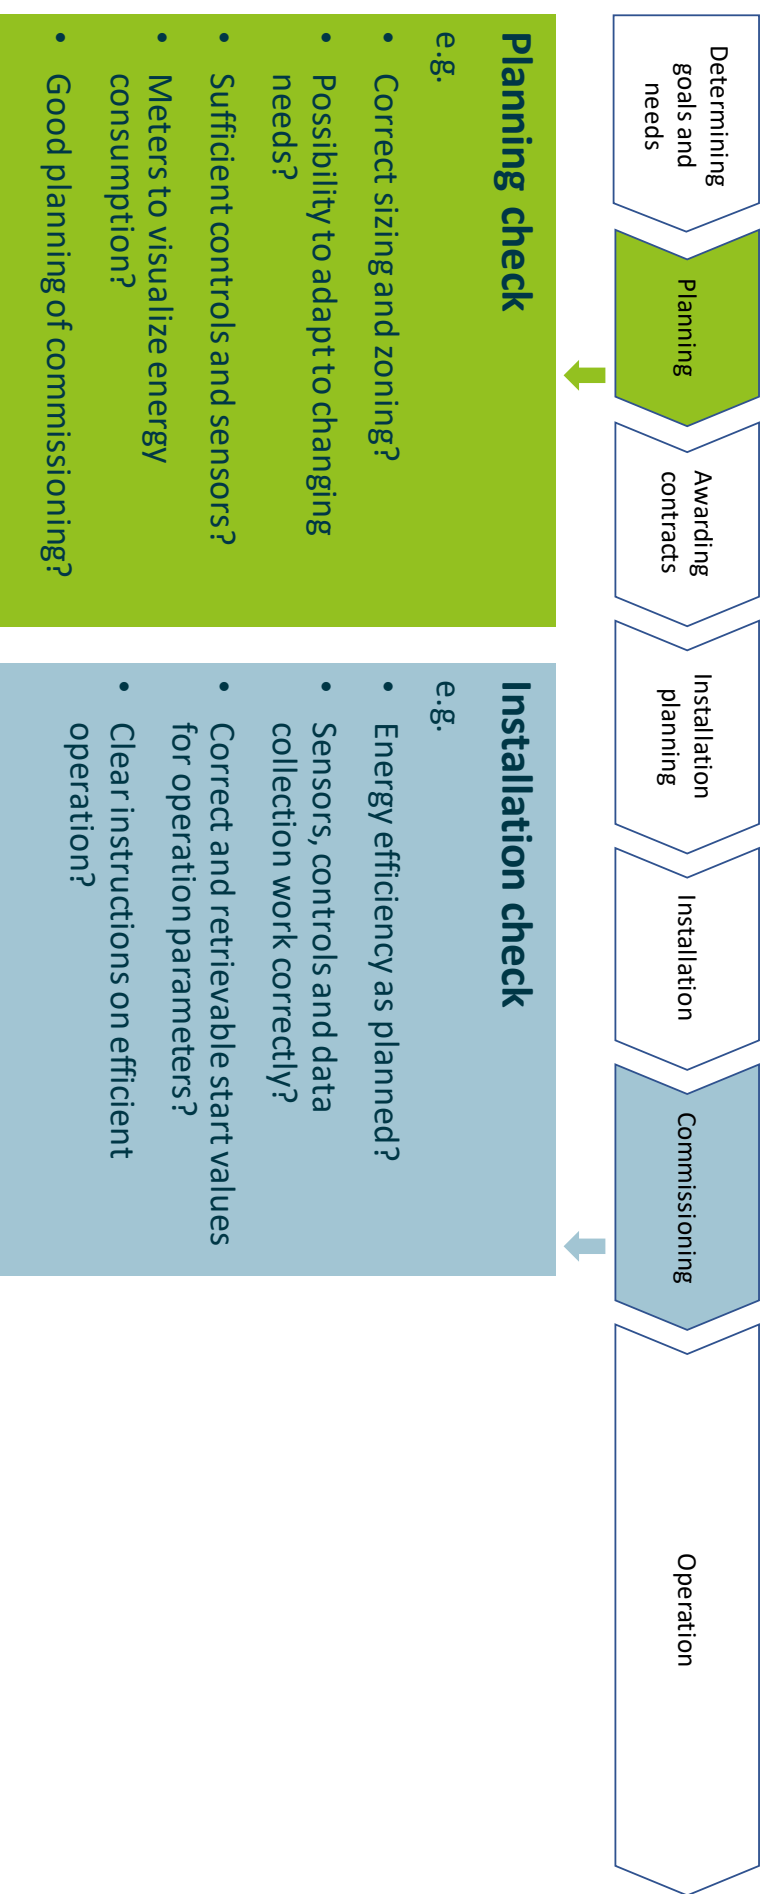 Determining
goals and
needs
Planning
Awarding
contracts
Installation
planning
Installation
Commissioning
Operation
Planning check
e.g.
• Correct sizing and zoning?
• Possibility to adapt to changing
needs?
• Sufficient controls and sensors?
• Meters to visualize energy
consumption?
• Good planning of commissioning?
Installation check
e.g.
• Energy efficiency as planned?
• Sensors, controls and data
collection work correctly?
• Correct and retrievable start values
for operation parameters?
• Clear instructions on efficient
operation?